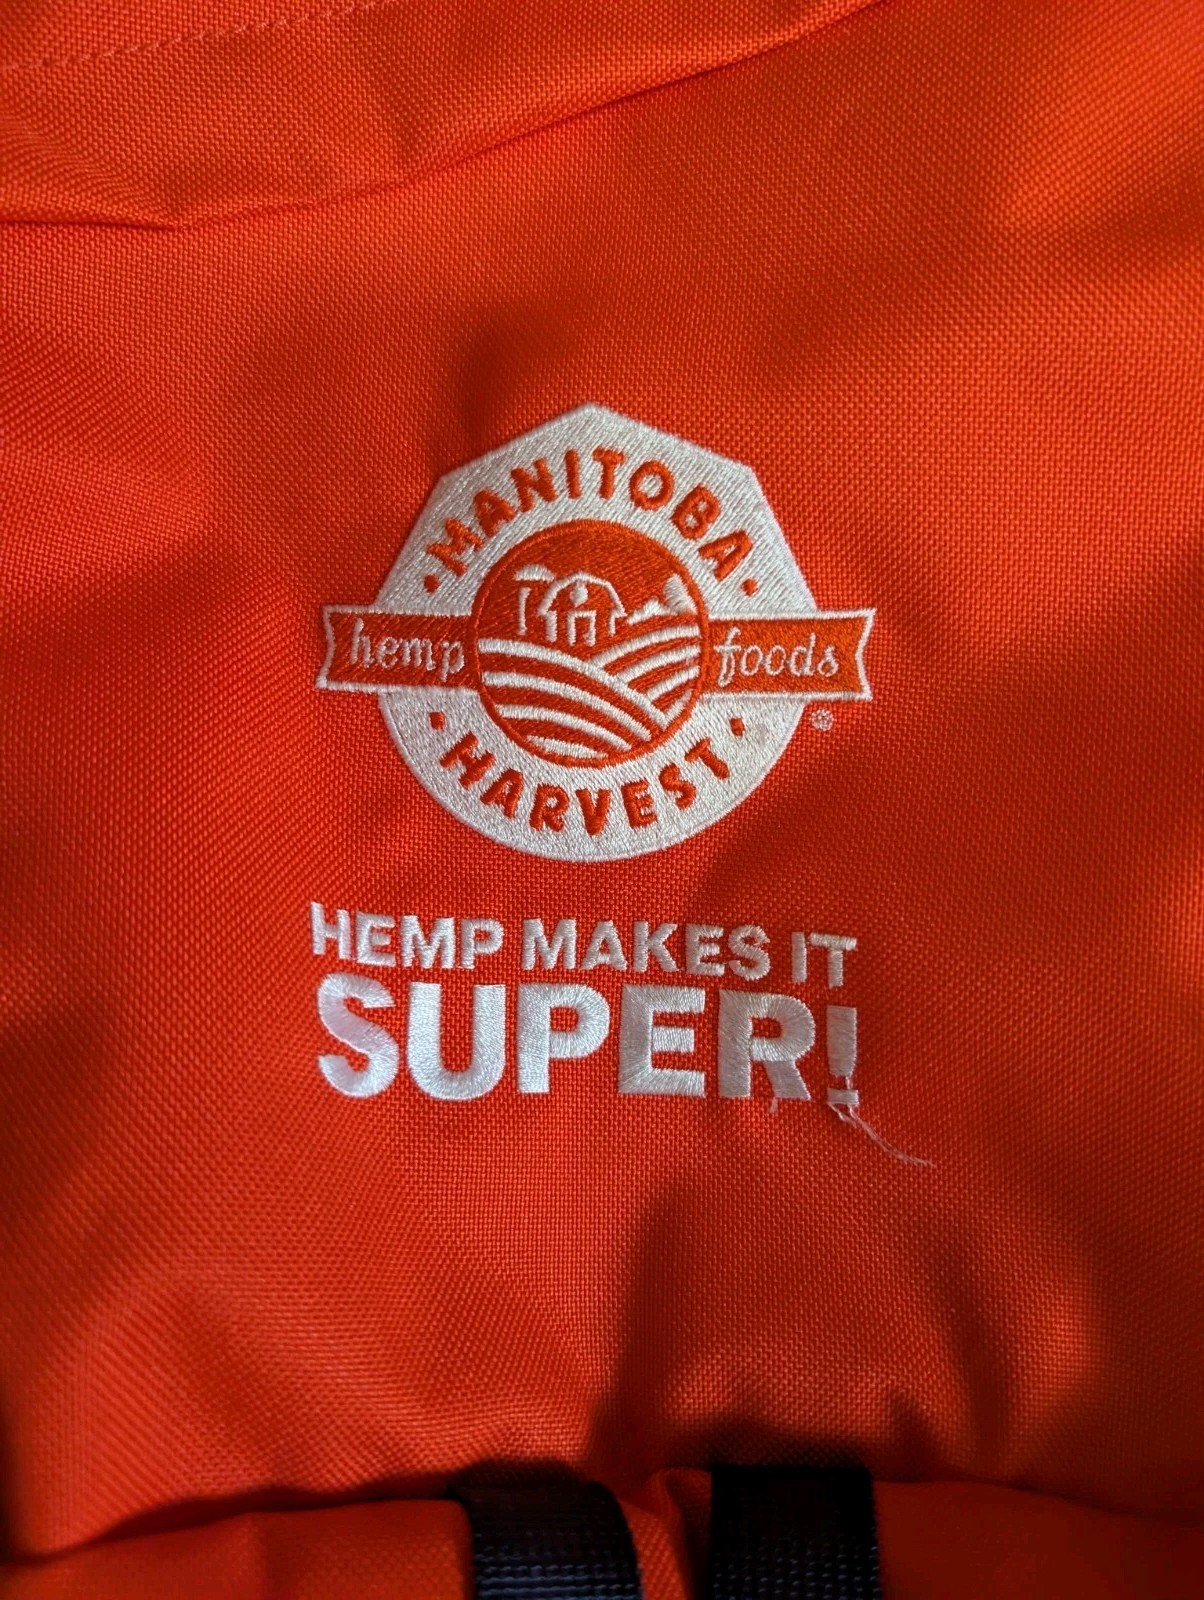 MANITOBA
hemp foods
HARVEST
®
HEMP MAKES IT
SUPER!